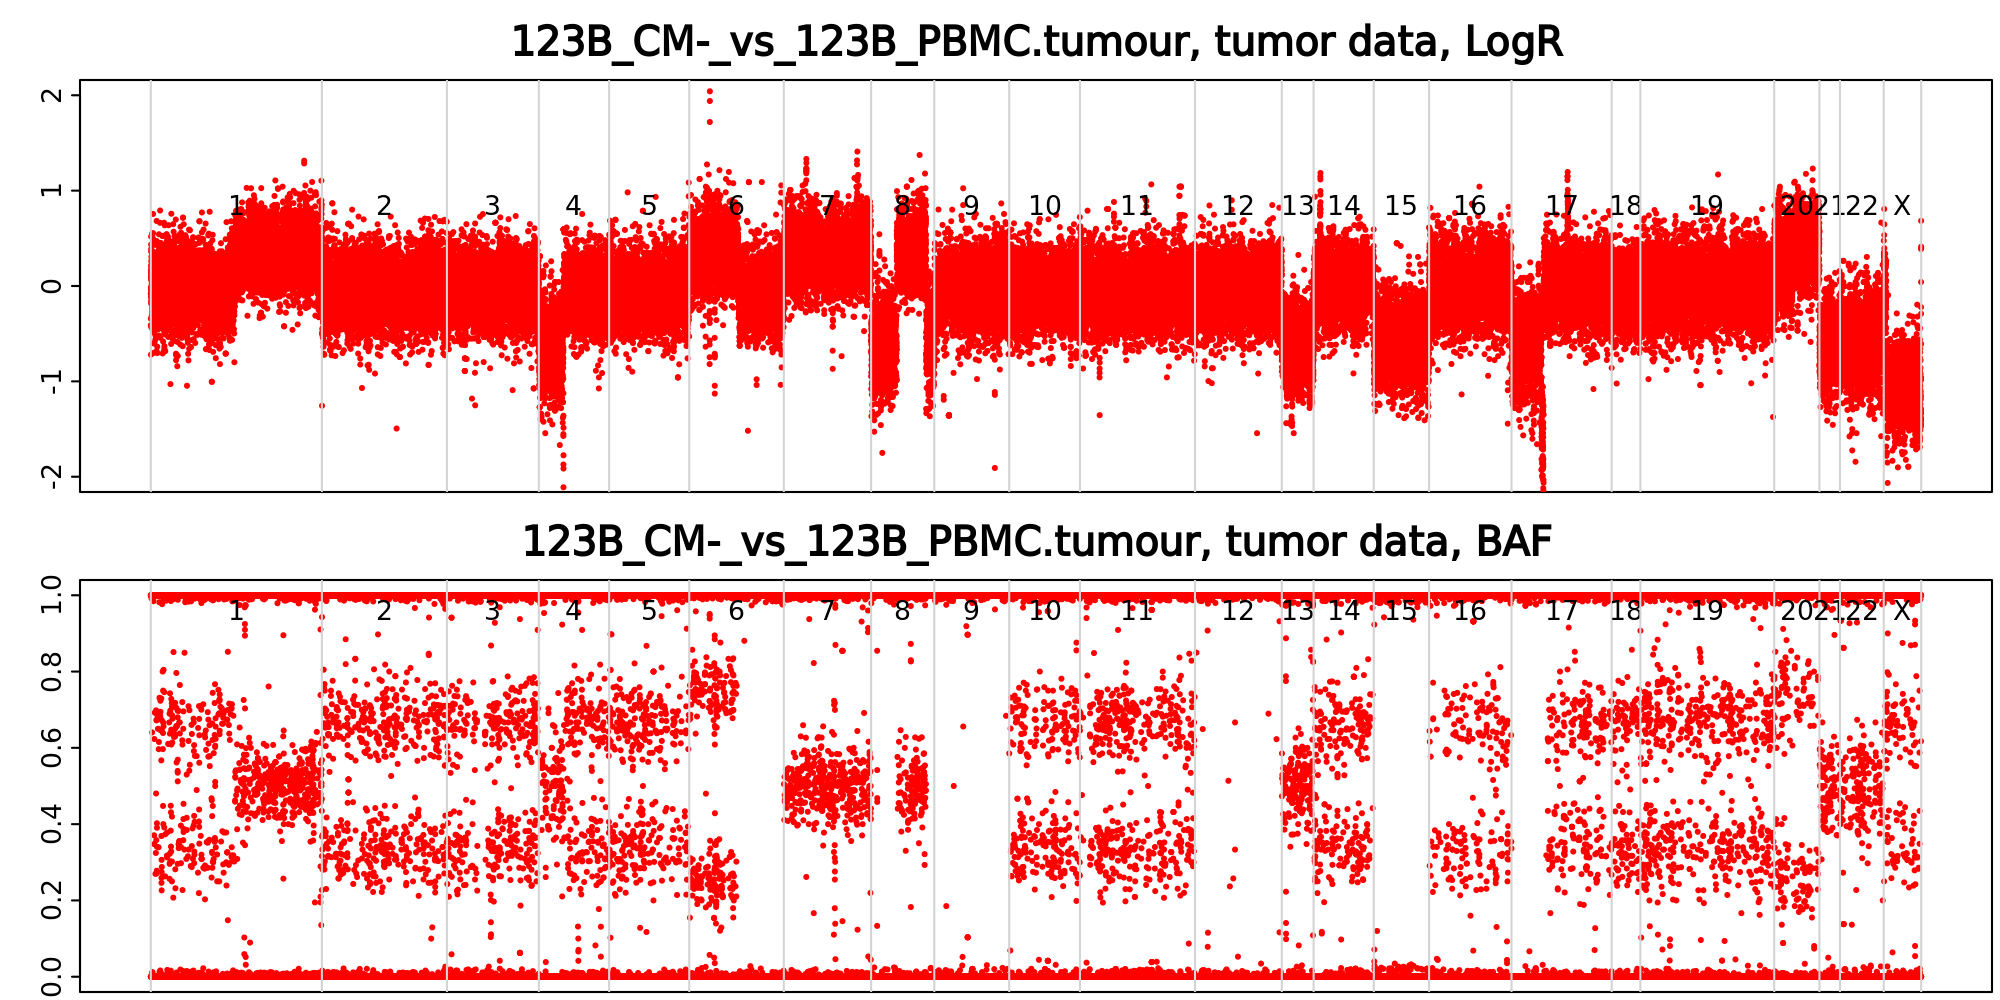 123B_CM-_vs_123B_PBMC.tumour, tumor data, LogR
2
1
0
-1
-2
1 2 3 4 5 6 7 8 9 10 11 12 13 14 15 16 17 18 19 20 21 22 X
123B_CM-_vs_123B_PBMC.tumour, tumor data, BAF
1.0
0.8
0.6
0.4
0.2
0.0
1 2 3 4 5 6 7 8 9 10 11 12 13 14 15 16 17 18 19 20 21 22 X